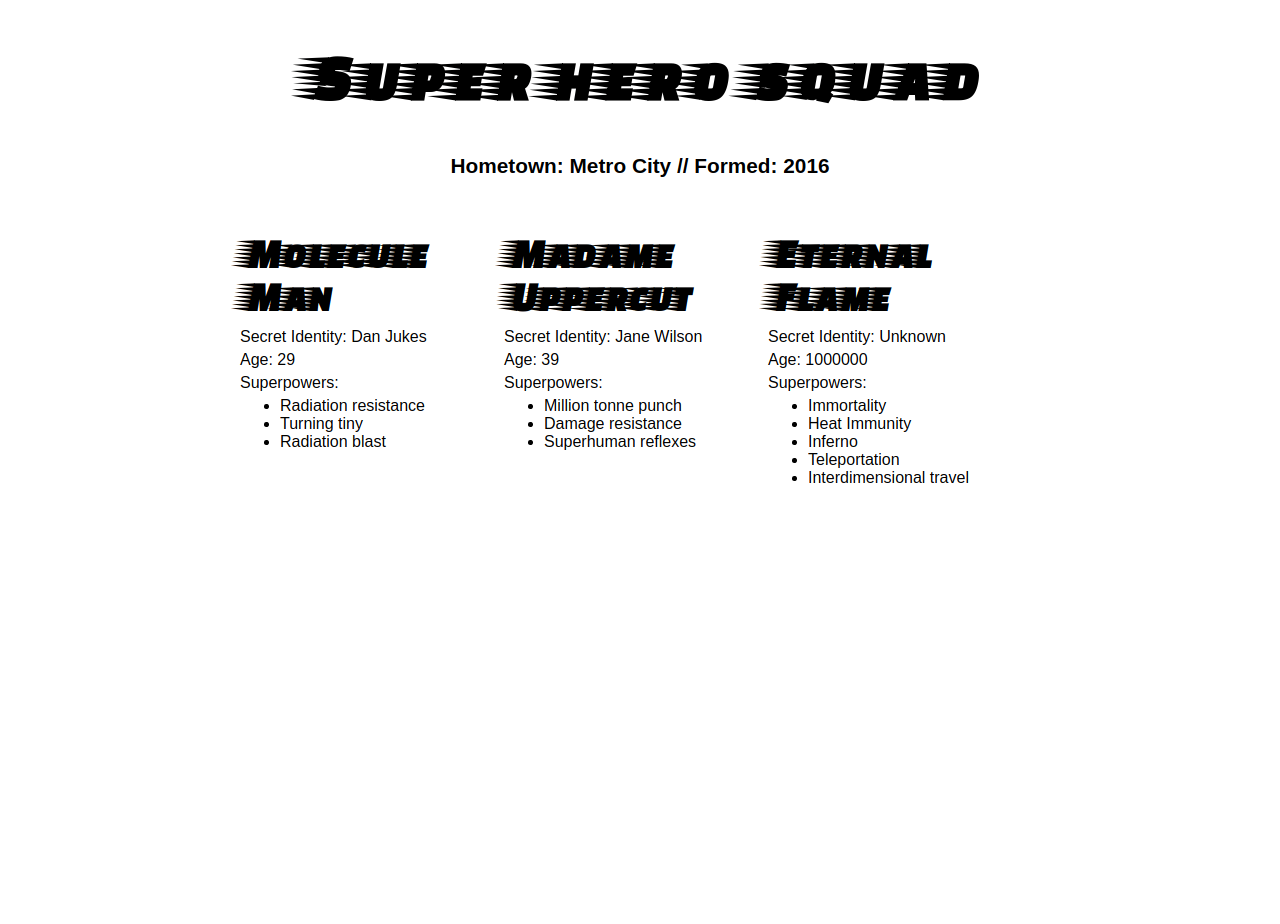 Super hero squad
Hometown: Metro City // Formed: 2016
Molecule
Man
Secret Identity: Dan Jukes
Age: 29
Superpowers:
Radiation resistance
Turning tiny
Radiation blast
Madame
Uppercut
Secret Identity: Jane Wilson
Age: 39
Superpowers:
Million tonne punch
Damage resistance
Superhuman reflexes
Eternal
Flame
Secret Identity: Unknown
Age: 1000000
Superpowers:
Immortality
Heat Immunity
Inferno
Teleportation
Interdimensional travel